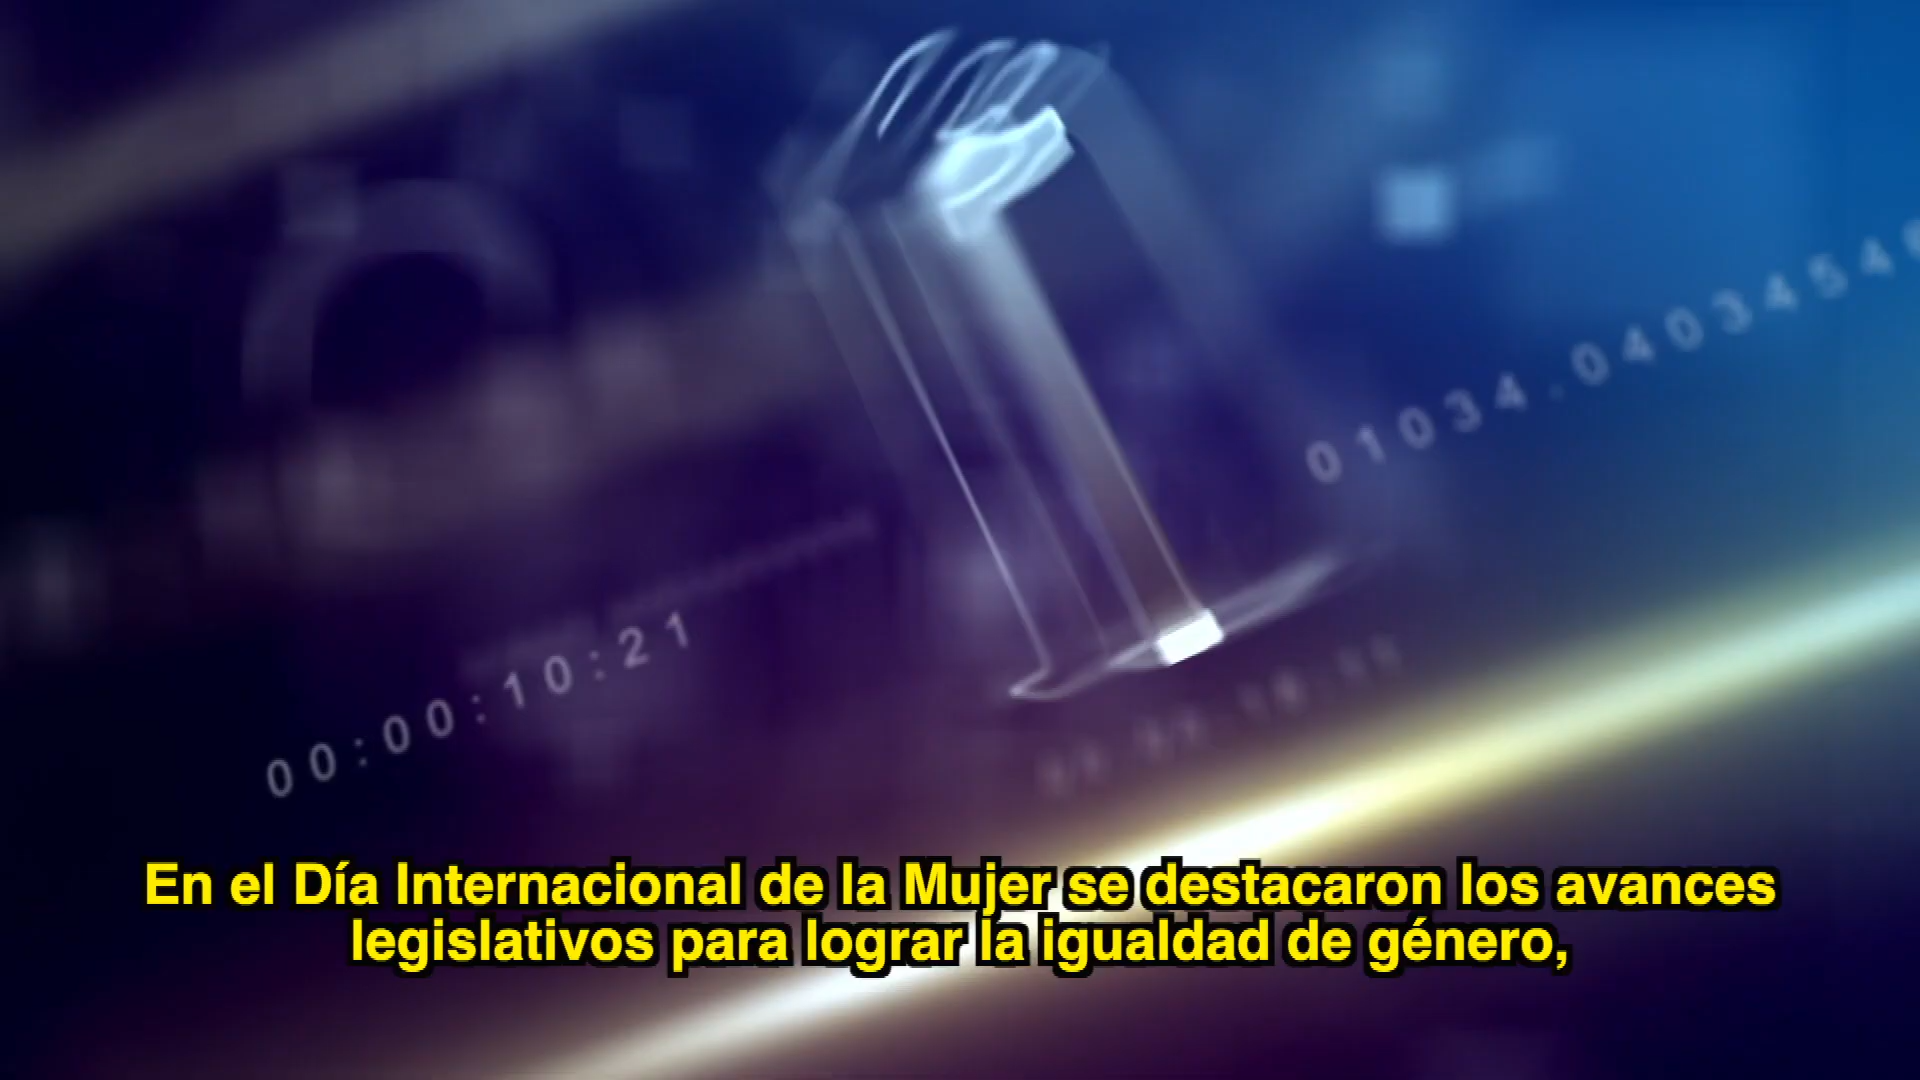 01034.0403454
00:00:10:21
En el Día Internacional de la Mujer se destacaron los avances
legislativos para lograr la igualdad de género,